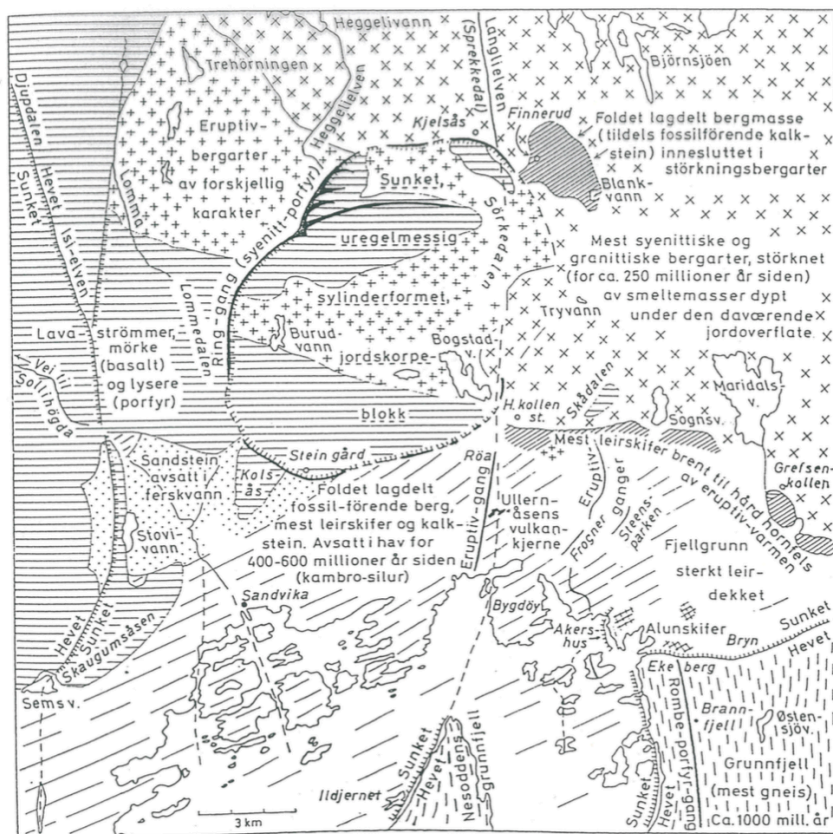 Heggelivann
Trehörningen
Heggelielven
(Sprekkedal)
Langlielven
Björnsjöen
Djupdalen
Hevet
Sunket
Isi-elven
Lomma
Eruptiv-
bergarter
av forskjellig
karakter
Kjelsås
Finnerud
Foldet lagdelt bergmasse
(tildels fossilförende kalk-
stein) innesluttet i
störkningsbergarter
Blank-
vann
Ring-gang (syenitt-porfyr)
Sunket,
uregelmessig
sylinderformet,
jordskorpe-
blokk
Sörkedalen
Mest syenittiske og
granittiske bergarter, störknet
(for ca. 250 millioner år siden)
av smeltemasser dypt
under den daværende
jordoverflate.
Tryvann
Lommedalen
Burud-
vann
Bogstad
v.
Lava-
strömmer,
mörke
(basalt)
og lysere
(porfyr)
Vei til
Sollihögda
Maridals
v.
H.kollen
st.
Skådalen
Sognsv.
Mest leirskifer brent til hård hornfels
av eruptiv-varmen
Grefsen-
kollen
Stein gård
Röa
Sandstein
avsatt i
ferskvann
Kols-
ås
Stovi-
vann
Foldet lagdelt
fossil-förende berg,
mest leirskifer og kalk-
stein. Avsatt i hav for
400-600 millioner år siden
(kambro-silur)
Eruptiv-gang
Ullern-
åsens
vulkan-
kjerne
Eruptiv-
ganger
Frogner
Steens-
parken
Fjellgrunn
sterkt leir-
dekket
Sandvika
Hevet
Sunket
Skaugumsåsen
Semsv.
Bygdöy
Akers-
hus
Alunskifer
Bryn
Sunket
Hevet
Ekeberg
Rombe-porfyr-gang
Sunket
Hevet
Brann-
fjell
Østen-
sjöv.
Grunnfjell
(mest gneis)
Ca. 1000 mill. år
Sunket
Hevet
Nesoddens
grunnfjell
Ildjernet
3 km